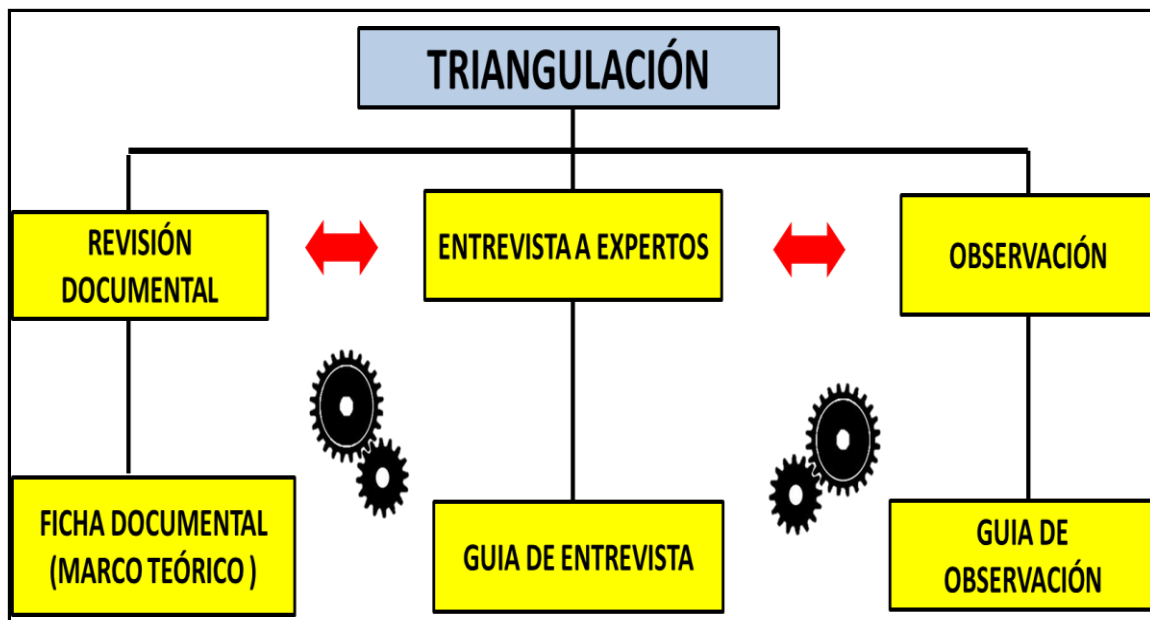 TRIANGULACIÓN
REVISIÓN
DOCUMENTAL
ENTREVISTA A EXPERTOS
OBSERVACIÓN
FICHA DOCUMENTAL
(MARCO TEÓRICO )
GUIA DE ENTREVISTA
GUIA DE
OBSERVACIÓN